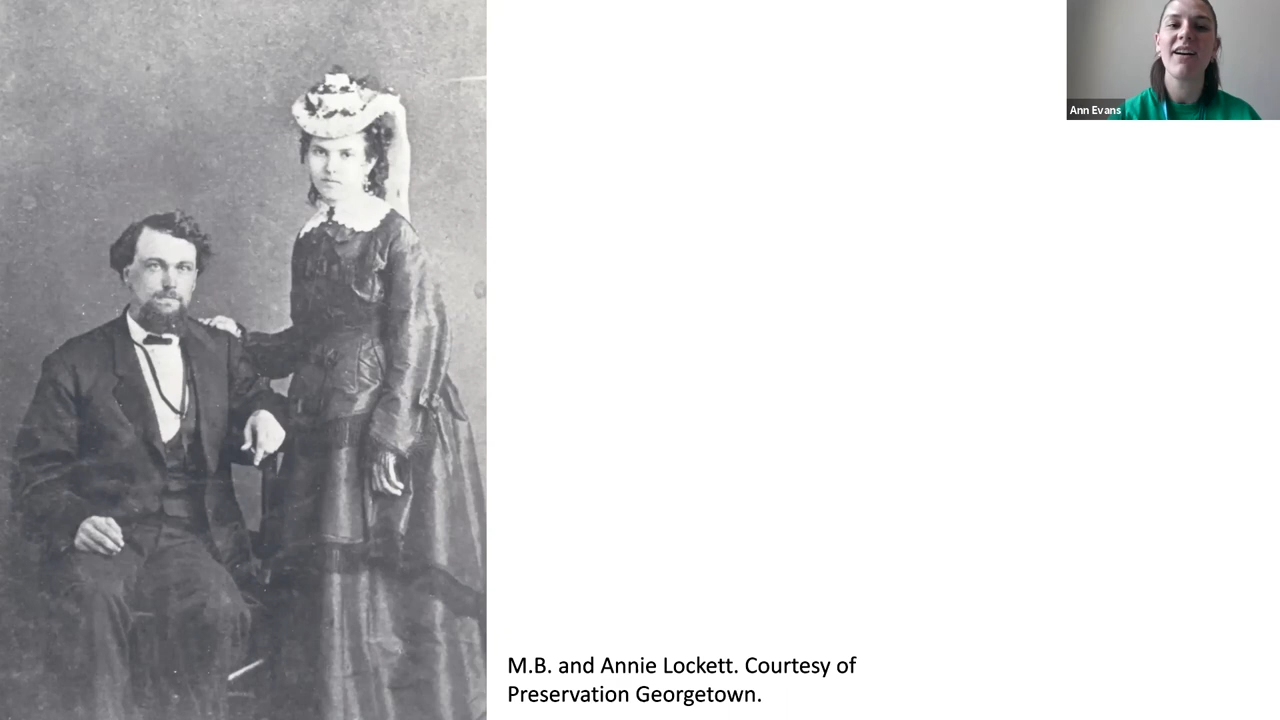 Ann Evans
M.B. and Annie Lockett. Courtesy of
Preservation Georgetown.